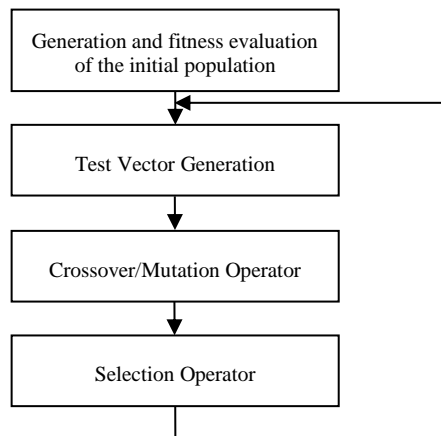 Generation and fitness evaluation
of the initial population
Test Vector Generation
Crossover/Mutation Operator
Selection Operator